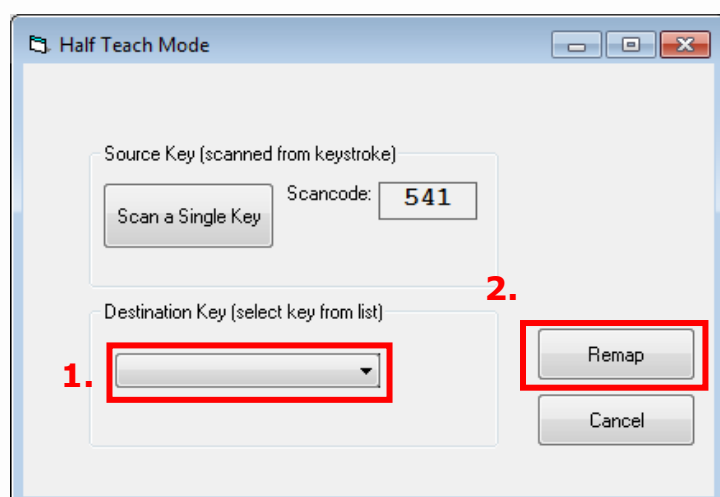 Half Teach Mode
Source Key (scanned from keystroke)
Scan a Single Key
Scancode:
541
2.
Destination Key (select key from list)
1.
Remap
Cancel